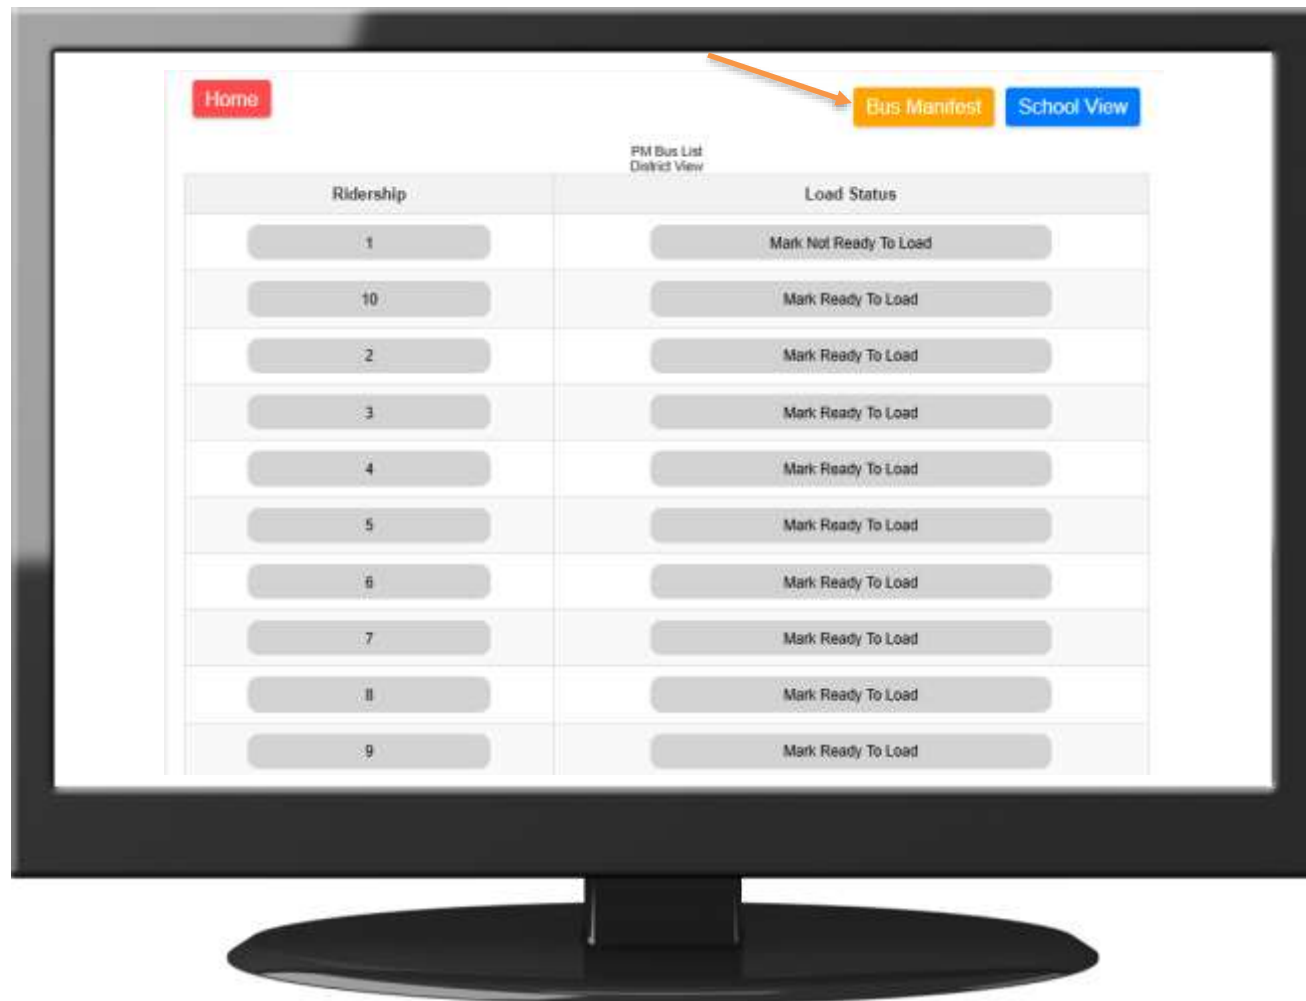 Home
Bus Manifest School View
PM Bus List
District View
Ridership Load Status
1 Mark Not Ready To Load
10 Mark Ready To Load
2 Mark Ready To Load
3 Mark Ready To Load
4 Mark Ready To Load
5 Mark Ready To Load
6 Mark Ready To Load
7 Mark Ready To Load
8 Mark Ready To Load
9 Mark Ready To Load